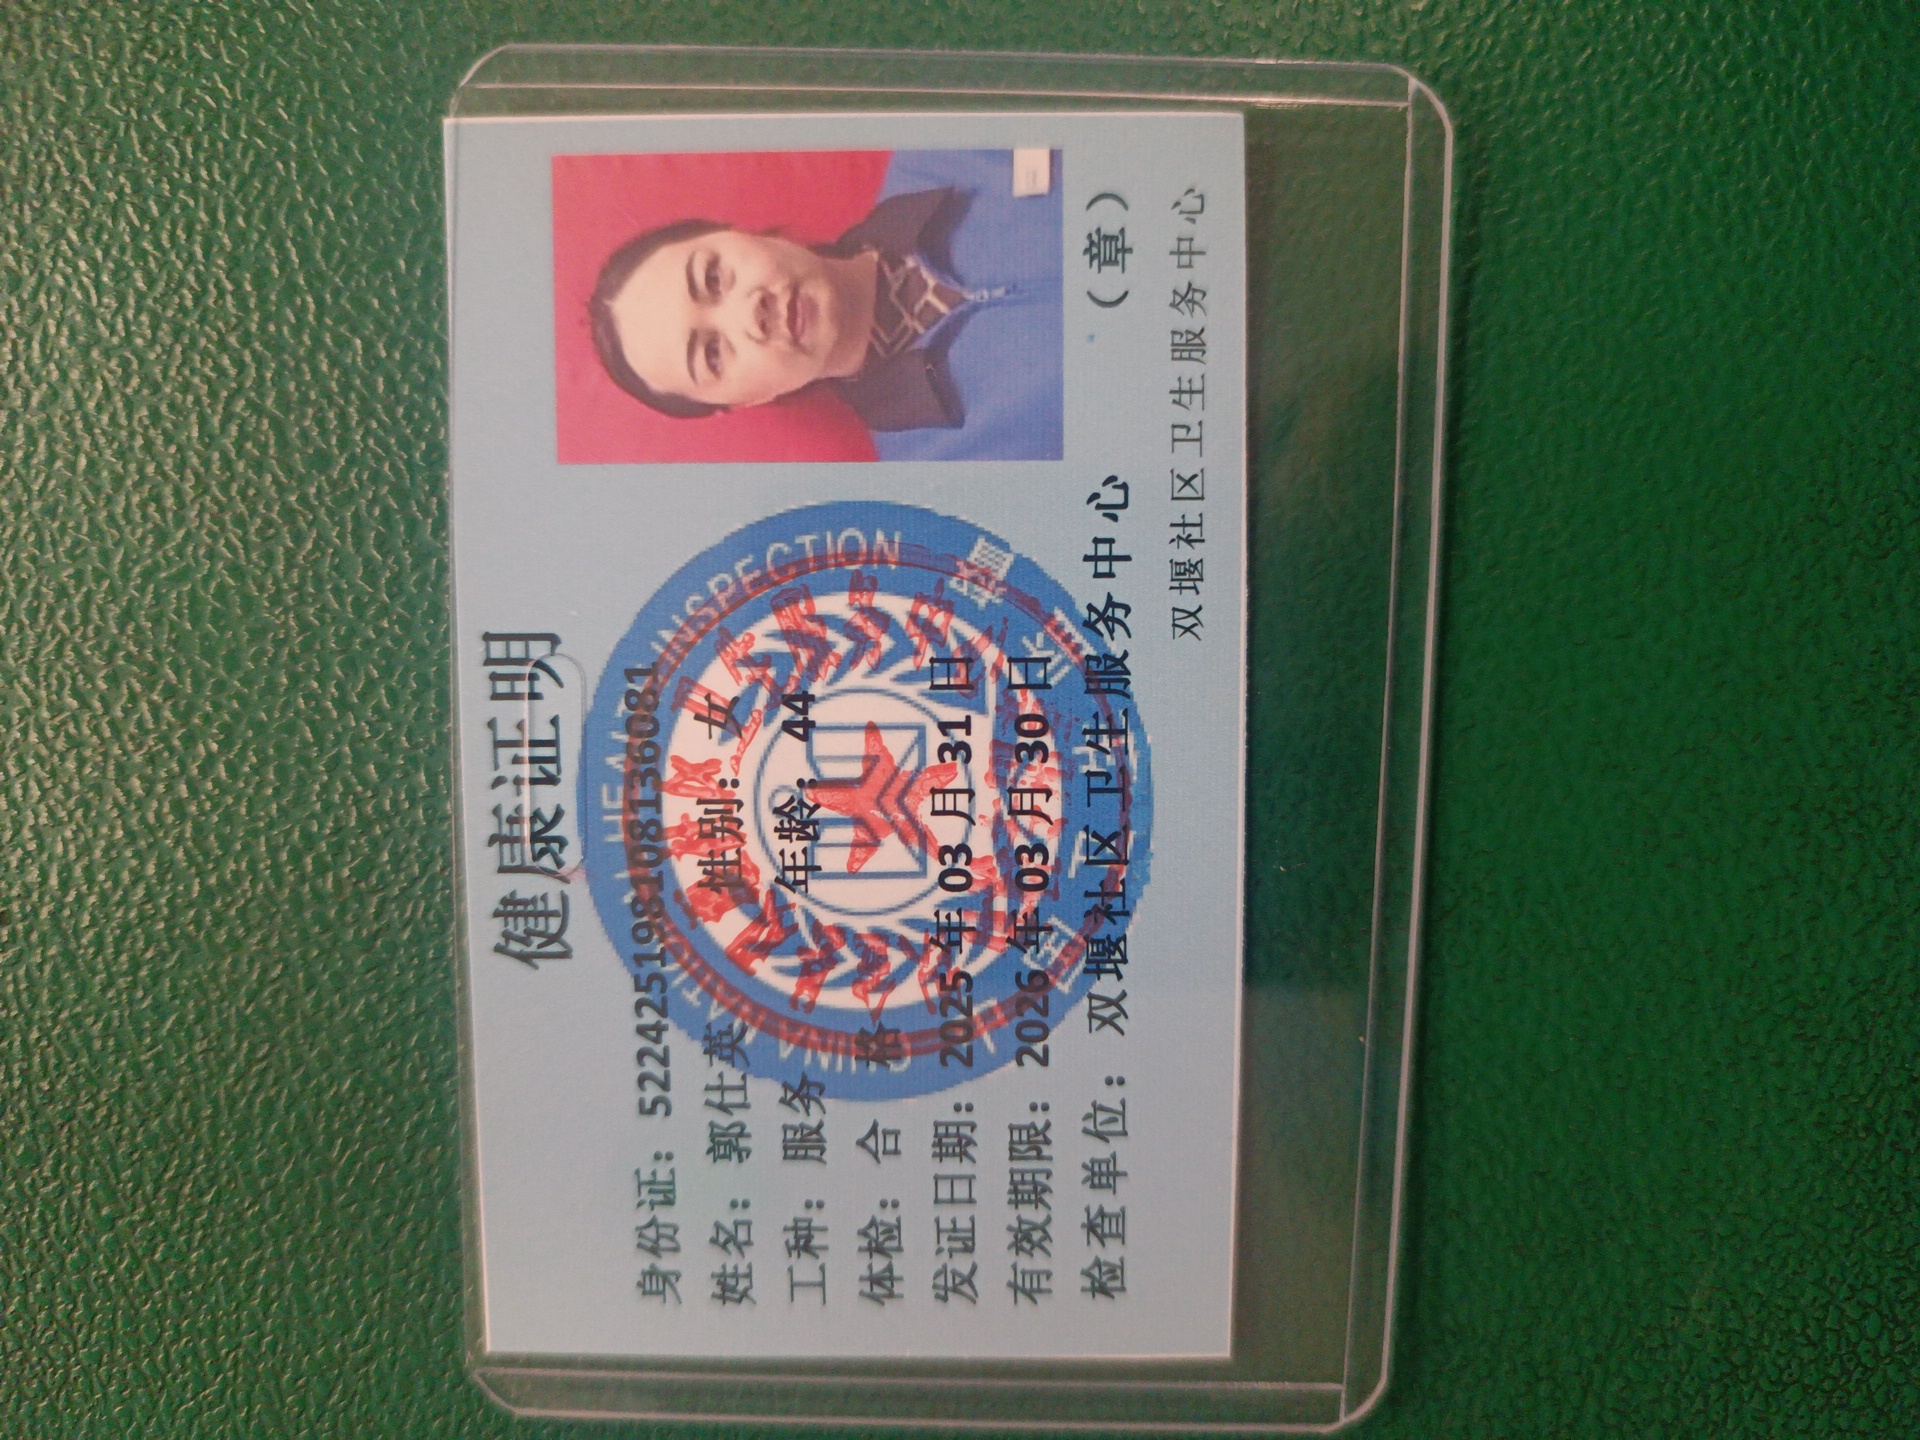 健康证明
身份证：522425198108136081
姓名：郭仕英 性别：女
工种：服务 年龄：44
体检：合 格
发证日期：2025年03月31日
有效期限：2026年03月30日
检查单位：双堰社区卫生服务中心（章）
双堰社区卫生服务中心
HEALTH INSPECTION